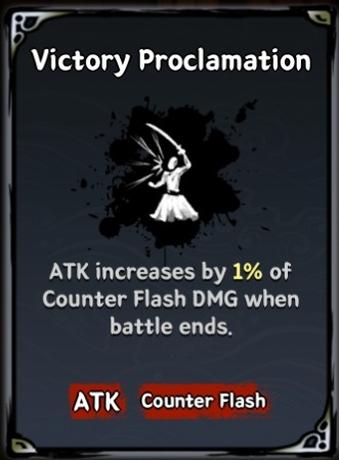 Victory Proclamation
ATK increases by 1% of
Counter Flash DMG when
battle ends.
ATK Counter Flash